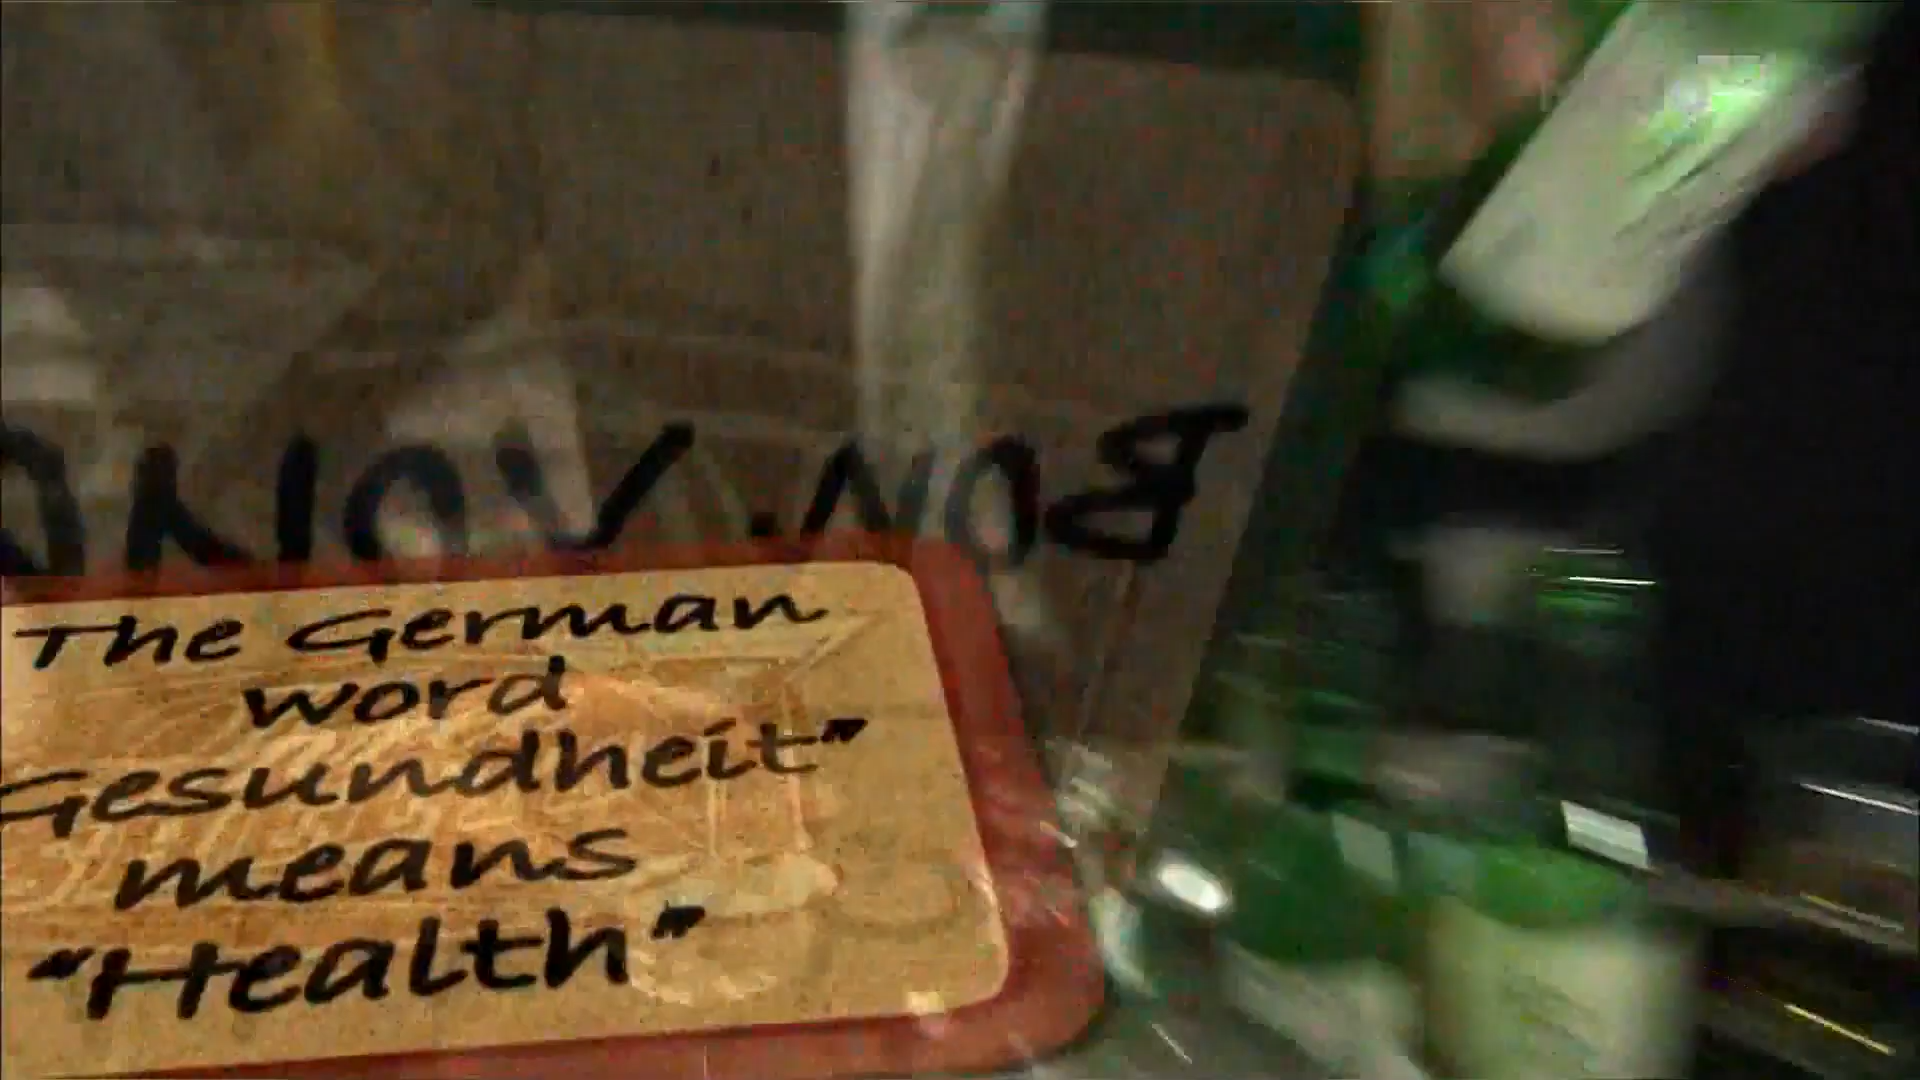 The German
word
Gesundheit”
means
“Health”